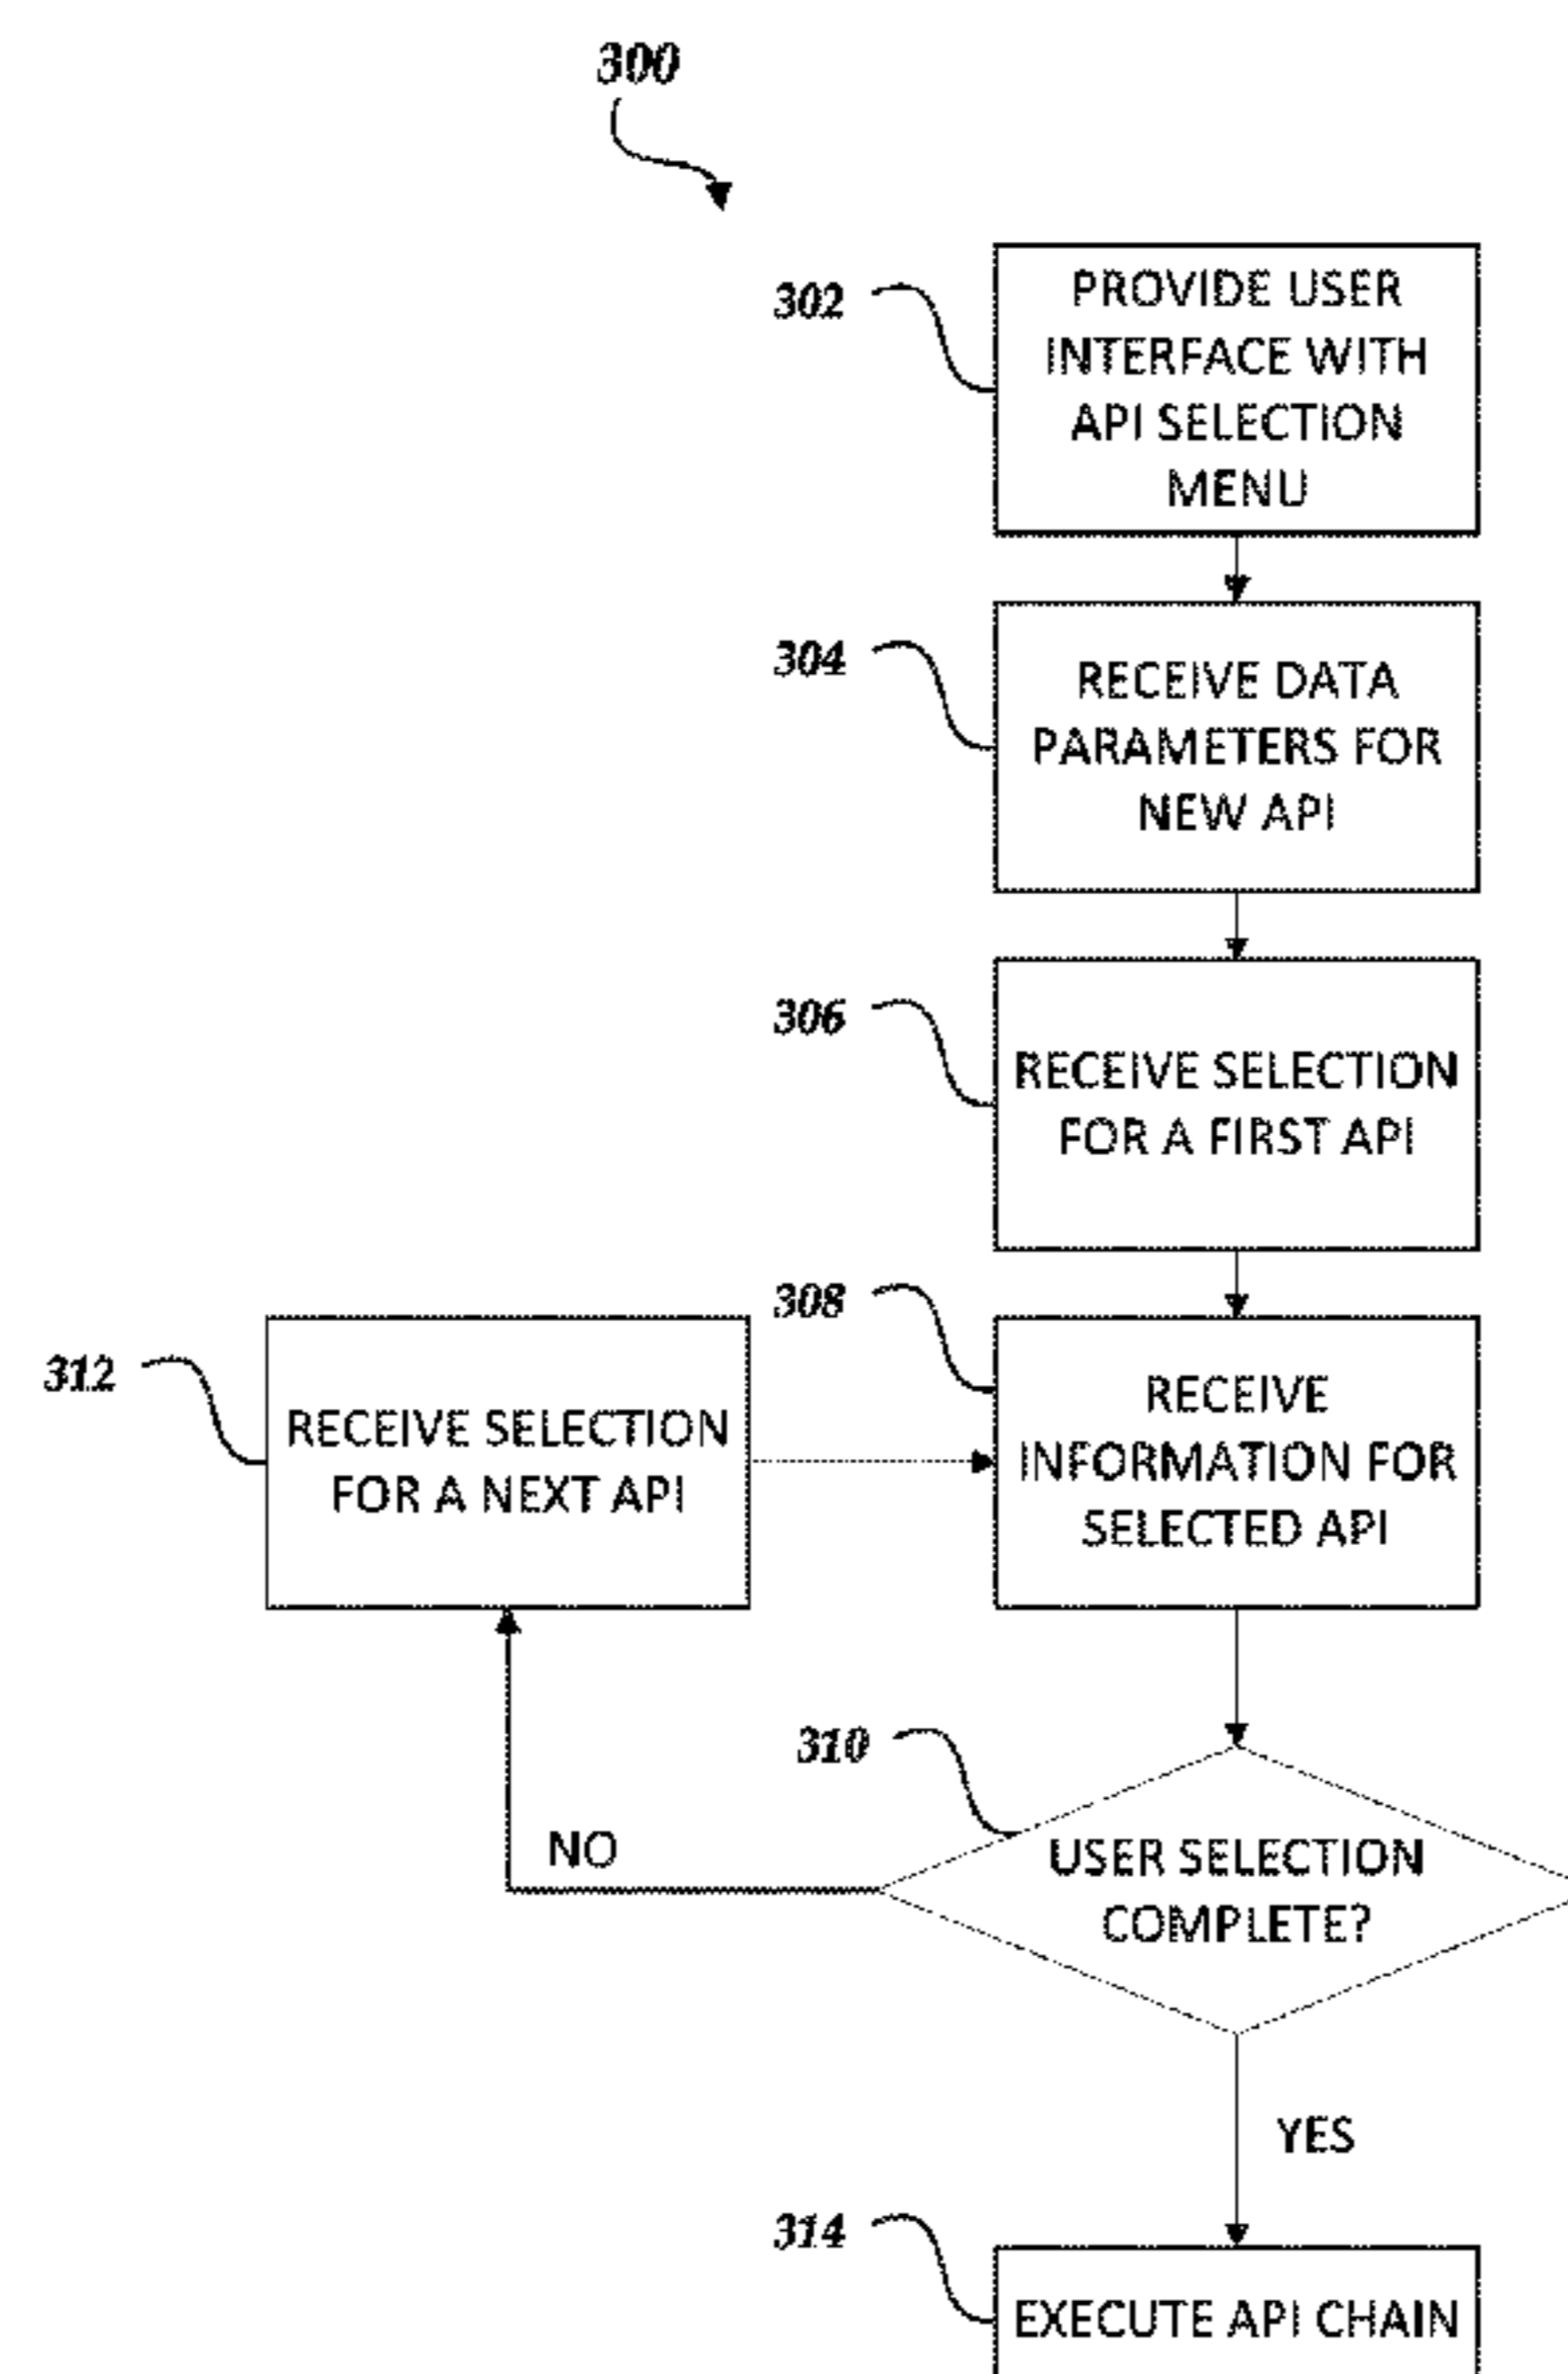 300
302
PROVIDE USER
INTERFACE WITH
API SELECTION
MENU
304
RECEIVE DATA
PARAMETERS FOR
NEW API
306
RECEIVE SELECTION
FOR A FIRST API
308
RECEIVE
INFORMATION FOR
SELECTED API
312
RECEIVE SELECTION
FOR A NEXT API
310
USER SELECTION
COMPLETE?
NO
YES
314
EXECUTE API CHAIN